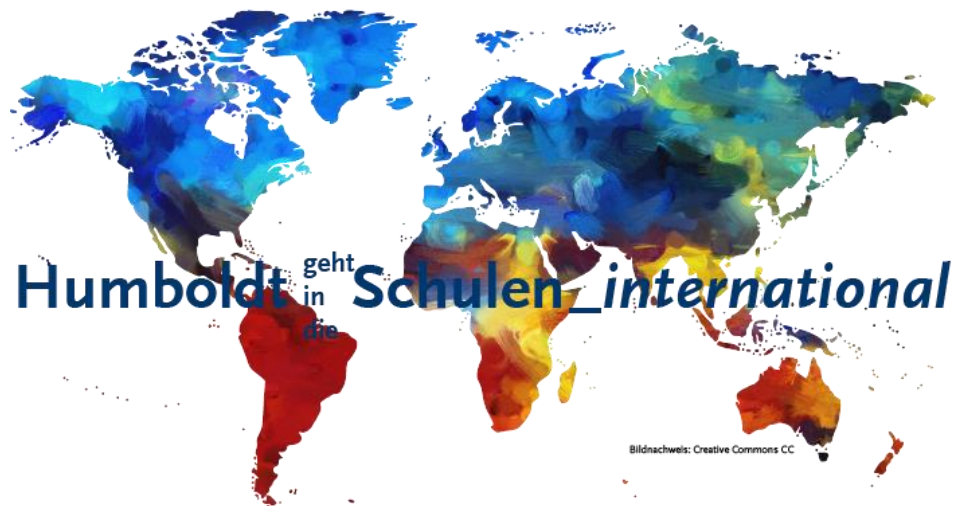 Humboldt geht in die Schulen_international
Bildnachweis: Creative Commons CC